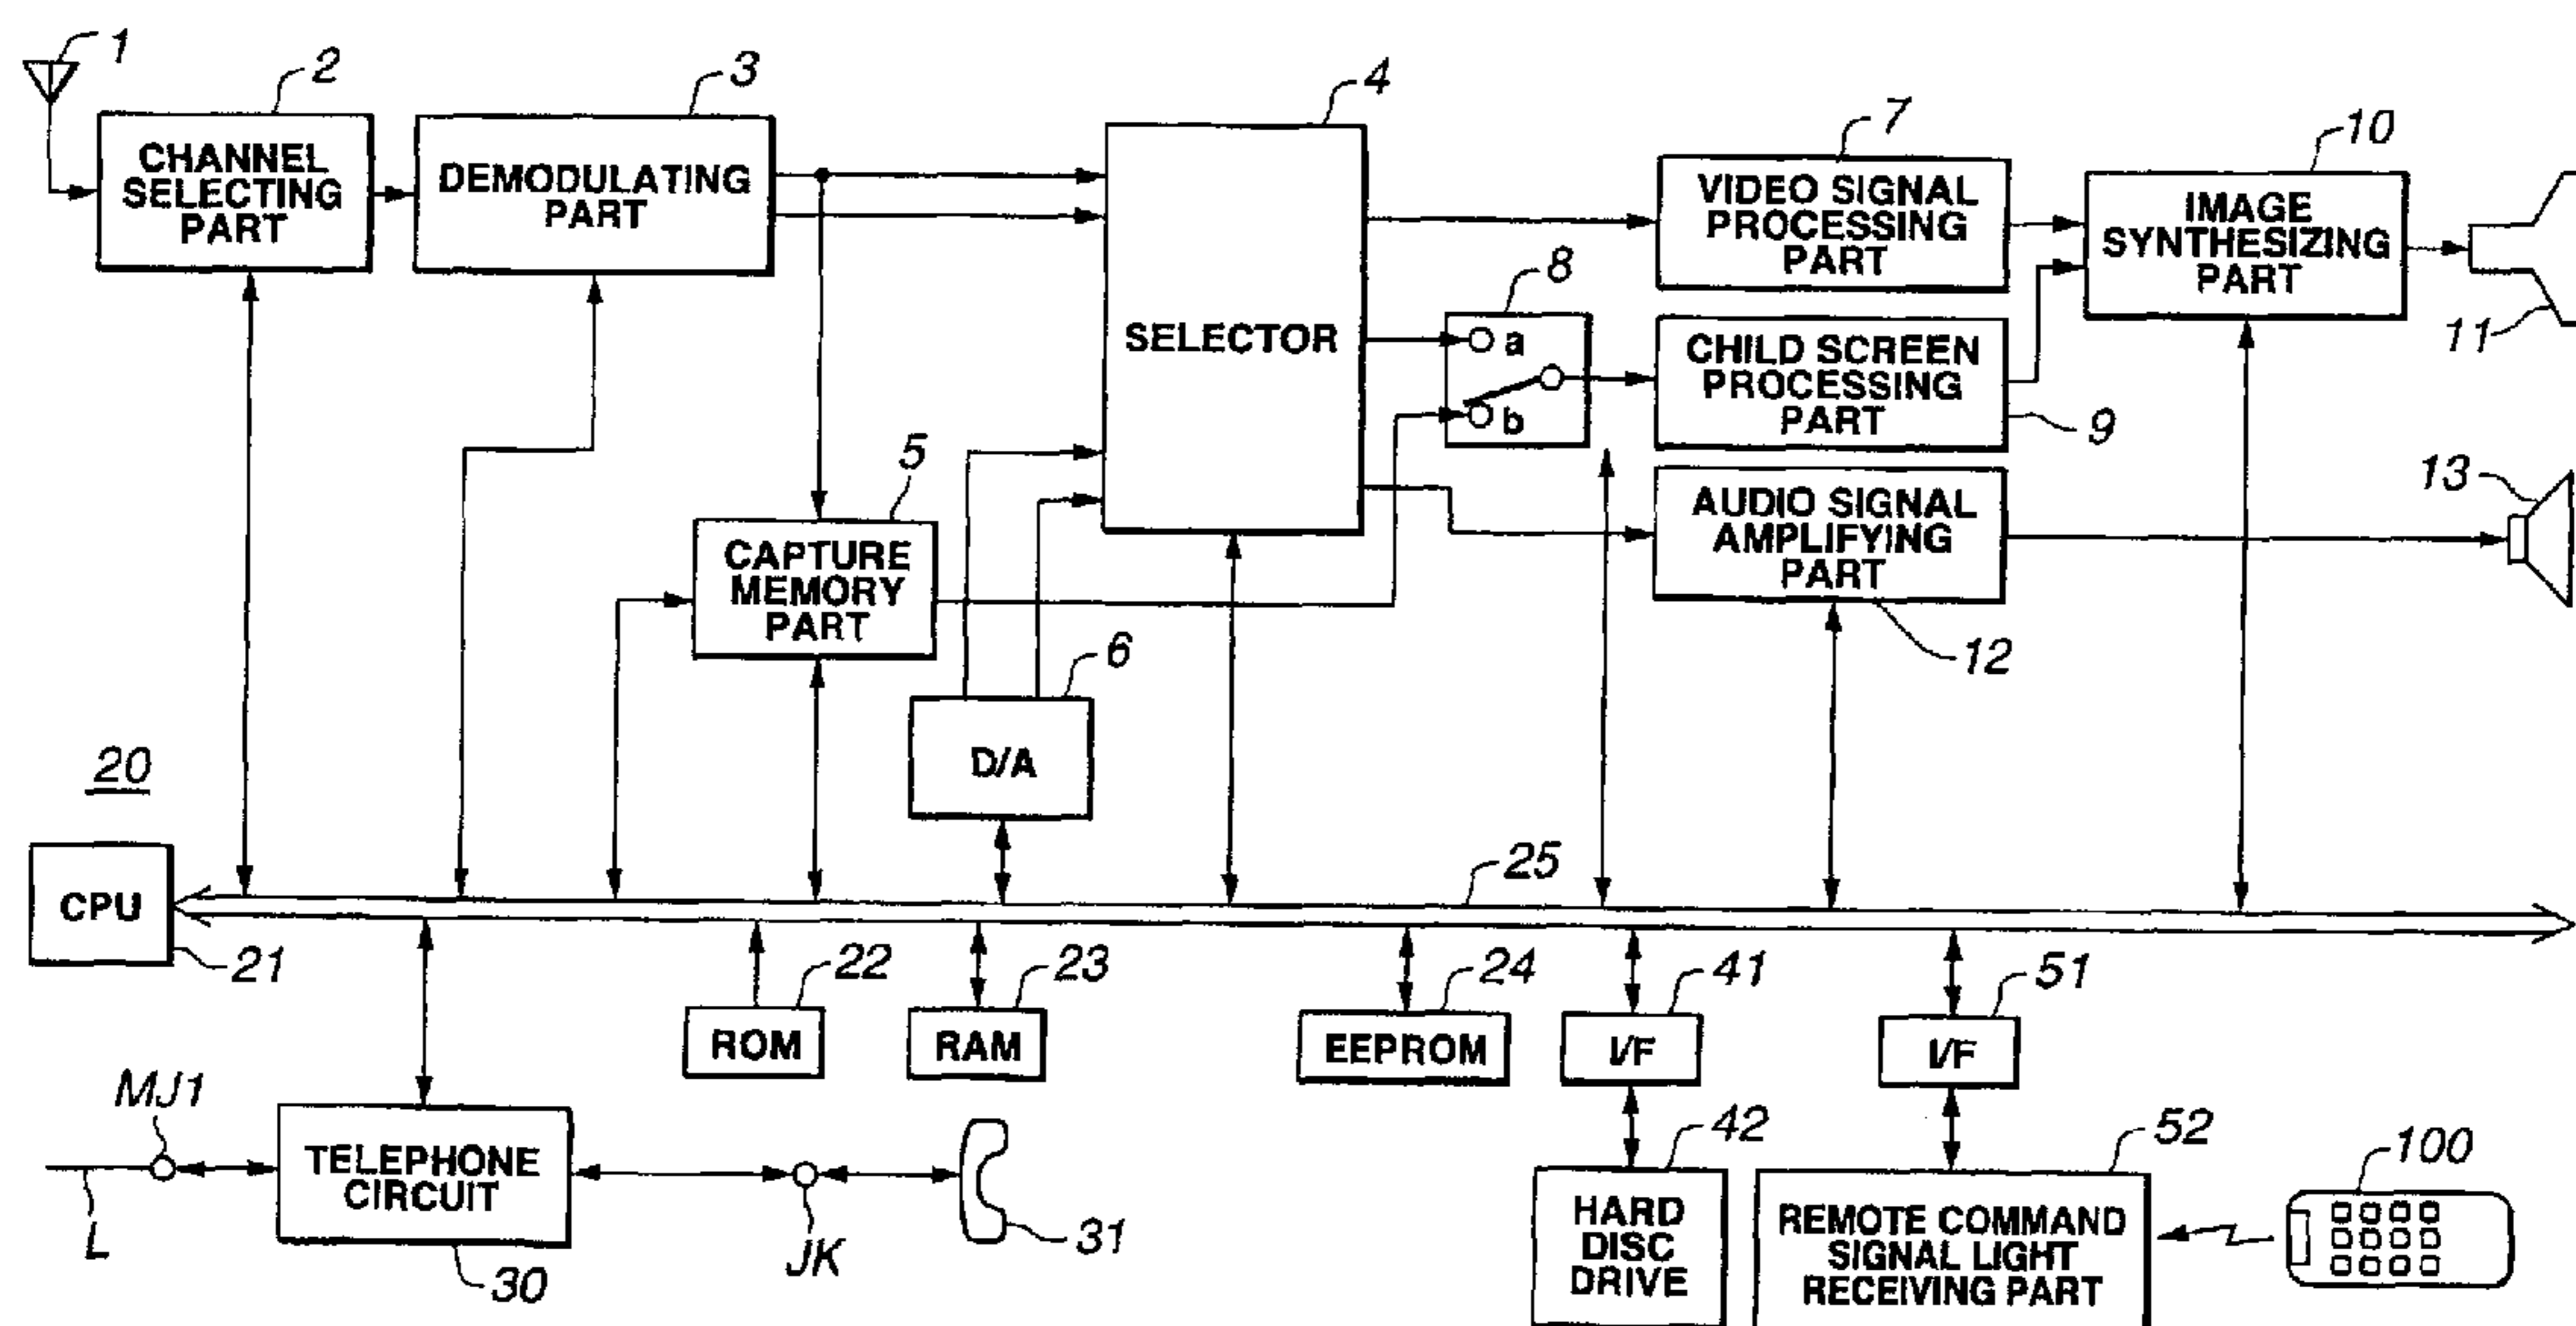 1
2
3
4
7
10
CHANNEL
SELECTING
PART
DEMODULATING
PART
SELECTOR
VIDEO SIGNAL
PROCESSING
PART
IMAGE
SYNTHESIZING
PART
11
8
a
b
CHILD SCREEN
PROCESSING
PART
9
5
CAPTURE
MEMORY
PART
AUDIO SIGNAL
AMPLIFYING
PART
12
13
6
D/A
20
CPU
21
25
22
ROM
23
RAM
24
EEPROM
41
I/F
51
I/F
MJ1
L
TELEPHONE
CIRCUIT
30
JK
31
42
HARD
DISC
DRIVE
52
REMOTE COMMAND
SIGNAL LIGHT
RECEIVING PART
100